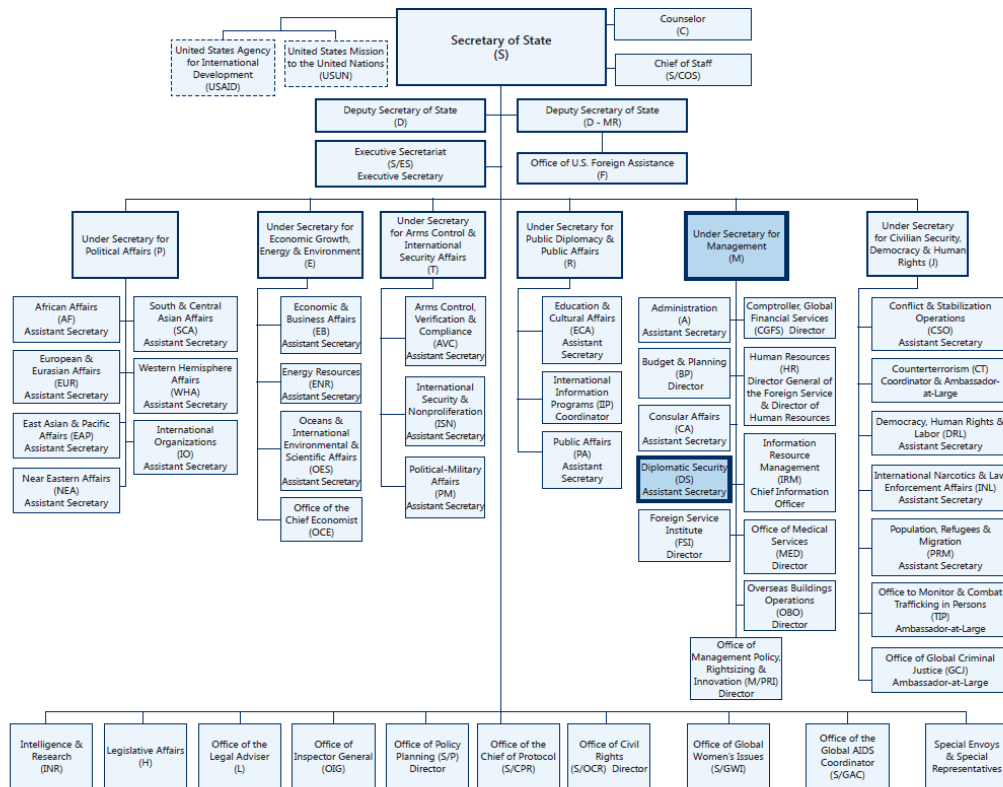 Secretary of State
(S)
Counselor
(C)
Chief of Staff
(S/COS)
United States Agency
for International
Development
(USAID)
United States Mission
to the United Nations
(USUN)
Deputy Secretary of State
(D)
Deputy Secretary of State
(D - MR)
Executive Secretariat
(S/ES)
Executive Secretary
Office of U.S. Foreign Assistance
(F)
Under Secretary for
Political Affairs (P)
Under Secretary for
Economic Growth,
Energy & Environment
(E)
Under Secretary
for Arms Control &
International
Security Affairs
(T)
Under Secretary for
Public Diplomacy &
Public Affairs
(R)
Under Secretary for
Management
(M)
Under Secretary
for Civilian Security,
Democracy & Human
Rights (J)
African Affairs
(AF)
Assistant Secretary
European &
Eurasian Affairs
(EUR)
Assistant Secretary
East Asian & Pacific
Affairs (EAP)
Assistant Secretary
Near Eastern Affairs
(NEA)
Assistant Secretary
South & Central
Asian Affairs
(SCA)
Assistant Secretary
Western Hemisphere
Affairs
(WHA)
Assistant Secretary
International
Organizations
(IO)
Assistant Secretary
Economic &
Business Affairs
(EB)
Assistant Secretary
Energy Resources
(ENR)
Assistant Secretary
Oceans &
International
Environmental &
Scientific Affairs
(OES)
Assistant Secretary
Office of
the Chief Economist
(OCE)
Arms Control,
Verification &
Compliance
(AVC)
Assistant Secretary
International
Security &
Nonproliferation
(ISN)
Assistant Secretary
Political-Military
Affairs
(PM)
Assistant Secretary
Education &
Cultural Affairs
(ECA)
Assistant
Secretary
International
Information
Programs (IIP)
Coordinator
Public Affairs
(PA)
Assistant
Secretary
Administration
(A)
Assistant Secretary
Budget & Planning
(BP)
Director
Consular Affairs
(CA)
Assistant Secretary
Diplomatic Security
(DS)
Assistant Secretary
Foreign Service
Institute
(FSI)
Director
Comptroller, Global
Financial Services
(CGFS) Director
Human Resources
(HR)
Director General of
the Foreign Service
& Director of
Human Resources
Information
Resource
Management
(IRM)
Chief Information
Officer
Office of Medical
Services
(MED)
Director
Overseas Buildings
Operations
(OBO)
Director
Office of
Management Policy,
Rightsizing &
Innovation (M/PRI)
Director
Conflict & Stabilization
Operations
(CSO)
Assistant Secretary
Counterterrorism (CT)
Coordinator & Ambassador-
at-Large
Democracy, Human Rights &
Labor (DRL)
Assistant Secretary
International Narcotics & Law
Enforcement Affairs (INL)
Assistant Secretary
Population, Refugees &
Migration
(PRM)
Assistant Secretary
Office to Monitor & Combat
Trafficking in Persons
(TIP)
Ambassador-at-Large
Office of Global Criminal
Justice (GCJ)
Ambassador-at-Large
Intelligence &
Research
(INR)
Legislative Affairs
(H)
Office of the
Legal Adviser
(L)
Office of
Inspector General
(OIG)
Office of Policy
Planning (S/P)
Director
Office of the
Chief of Protocol
(S/CPR)
Office of Civil
Rights
(S/OCR) Director
Office of Global
Women's Issues
(S/GWI)
Office of
the Global AIDS
Coordinator
(S/GAC)
Special Envoys
& Special
Representatives